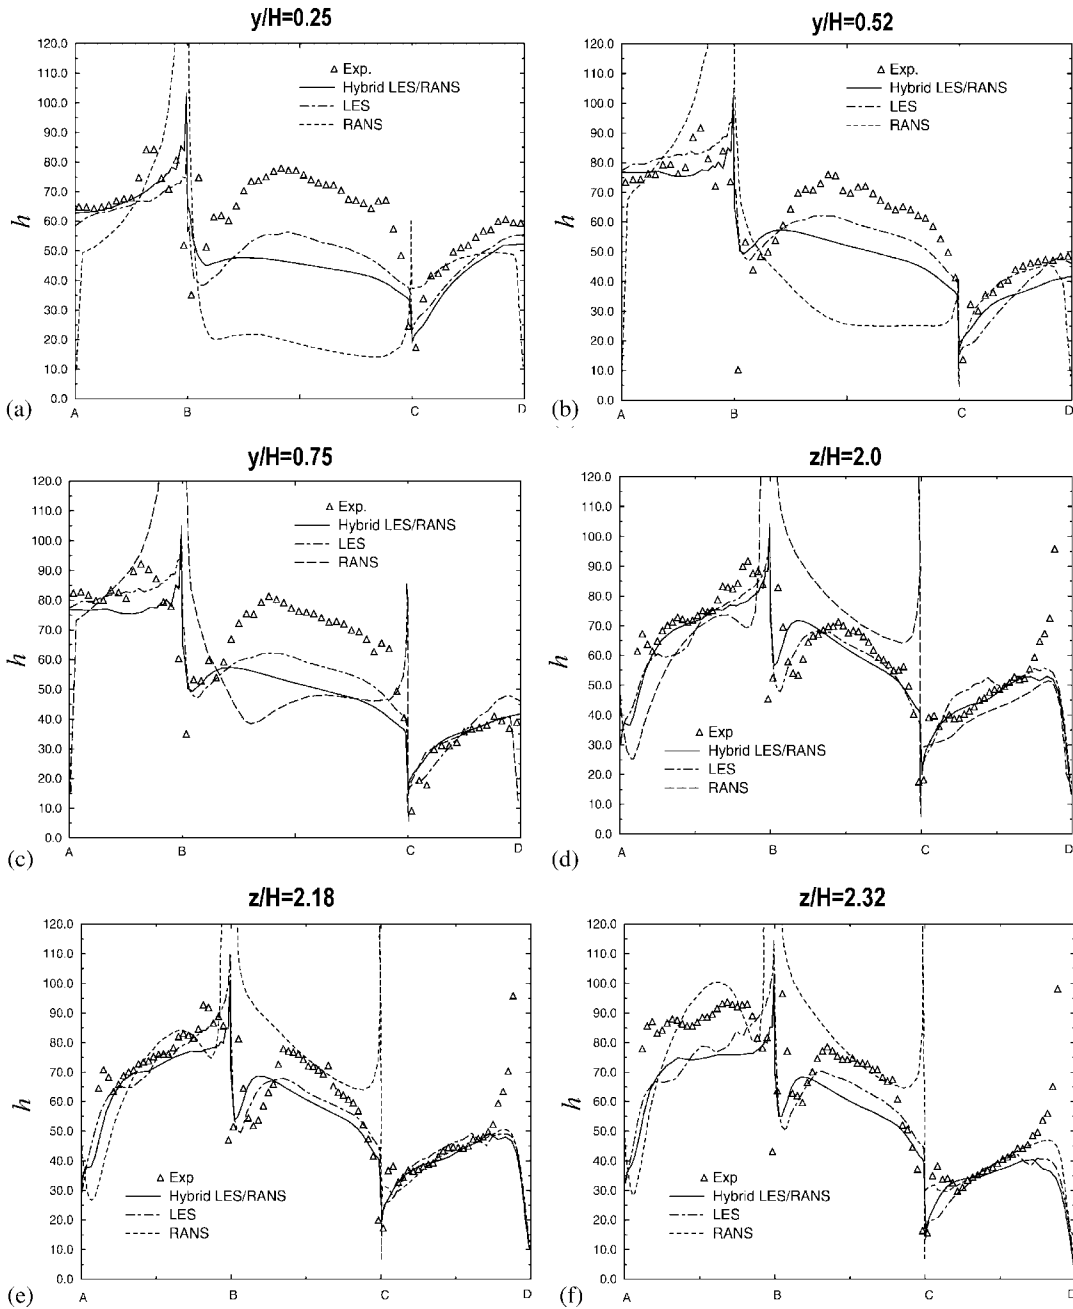 y/H=0.25
120.0
110.0
100.0
90.0
80.0
70.0
60.0
50.0
40.0
30.0
20.0
10.0
0.0
h
Exp.
Hybrid LES/RANS
LES
RANS
A B C D
(a)
y/H=0.52
120.0
110.0
100.0
90.0
80.0
70.0
60.0
50.0
40.0
30.0
20.0
10.0
0.0
h
Exp.
Hybrid LES/RANS
LES
RANS
A B C D
(b)
y/H=0.75
120.0
110.0
100.0
90.0
80.0
70.0
60.0
50.0
40.0
30.0
20.0
10.0
0.0
h
Exp.
Hybrid LES/RANS
LES
RANS
A B C D
(c)
z/H=2.0
120.0
110.0
100.0
90.0
80.0
70.0
60.0
50.0
40.0
30.0
20.0
10.0
0.0
h
Exp
Hybrid LES/RANS
LES
RANS
A B C D
(d)
z/H=2.18
120.0
110.0
100.0
90.0
80.0
70.0
60.0
50.0
40.0
30.0
20.0
10.0
0.0
h
Exp
Hybrid LES/RANS
LES
RANS
A B C D
(e)
z/H=2.32
120.0
110.0
100.0
90.0
80.0
70.0
60.0
50.0
40.0
30.0
20.0
10.0
0.0
h
Exp
Hybrid LES/RANS
LES
RANS
A B C D
(f)